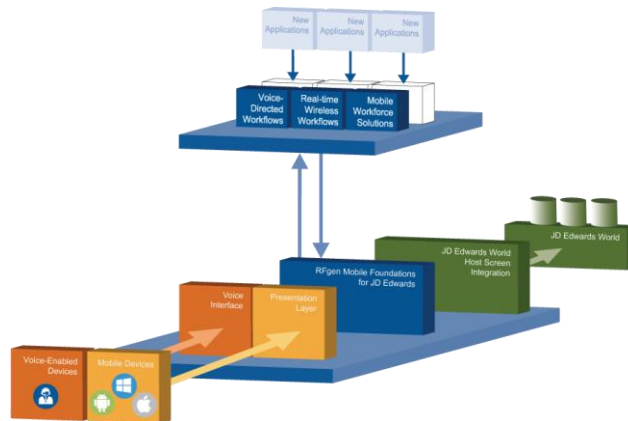 New
Applications
New
Applications
New
Applications
Voice-
Directed
Workflows
Real-time
Wireless
Workflows
Mobile
Workforce
Solutions
JD Edwards World
JD Edwards World
Host Screen
Integration
RFgen Mobile Foundations
for JD Edwards
Voice
Interface
Presentation
Layer
Voice-Enabled
Devices
Mobile Devices